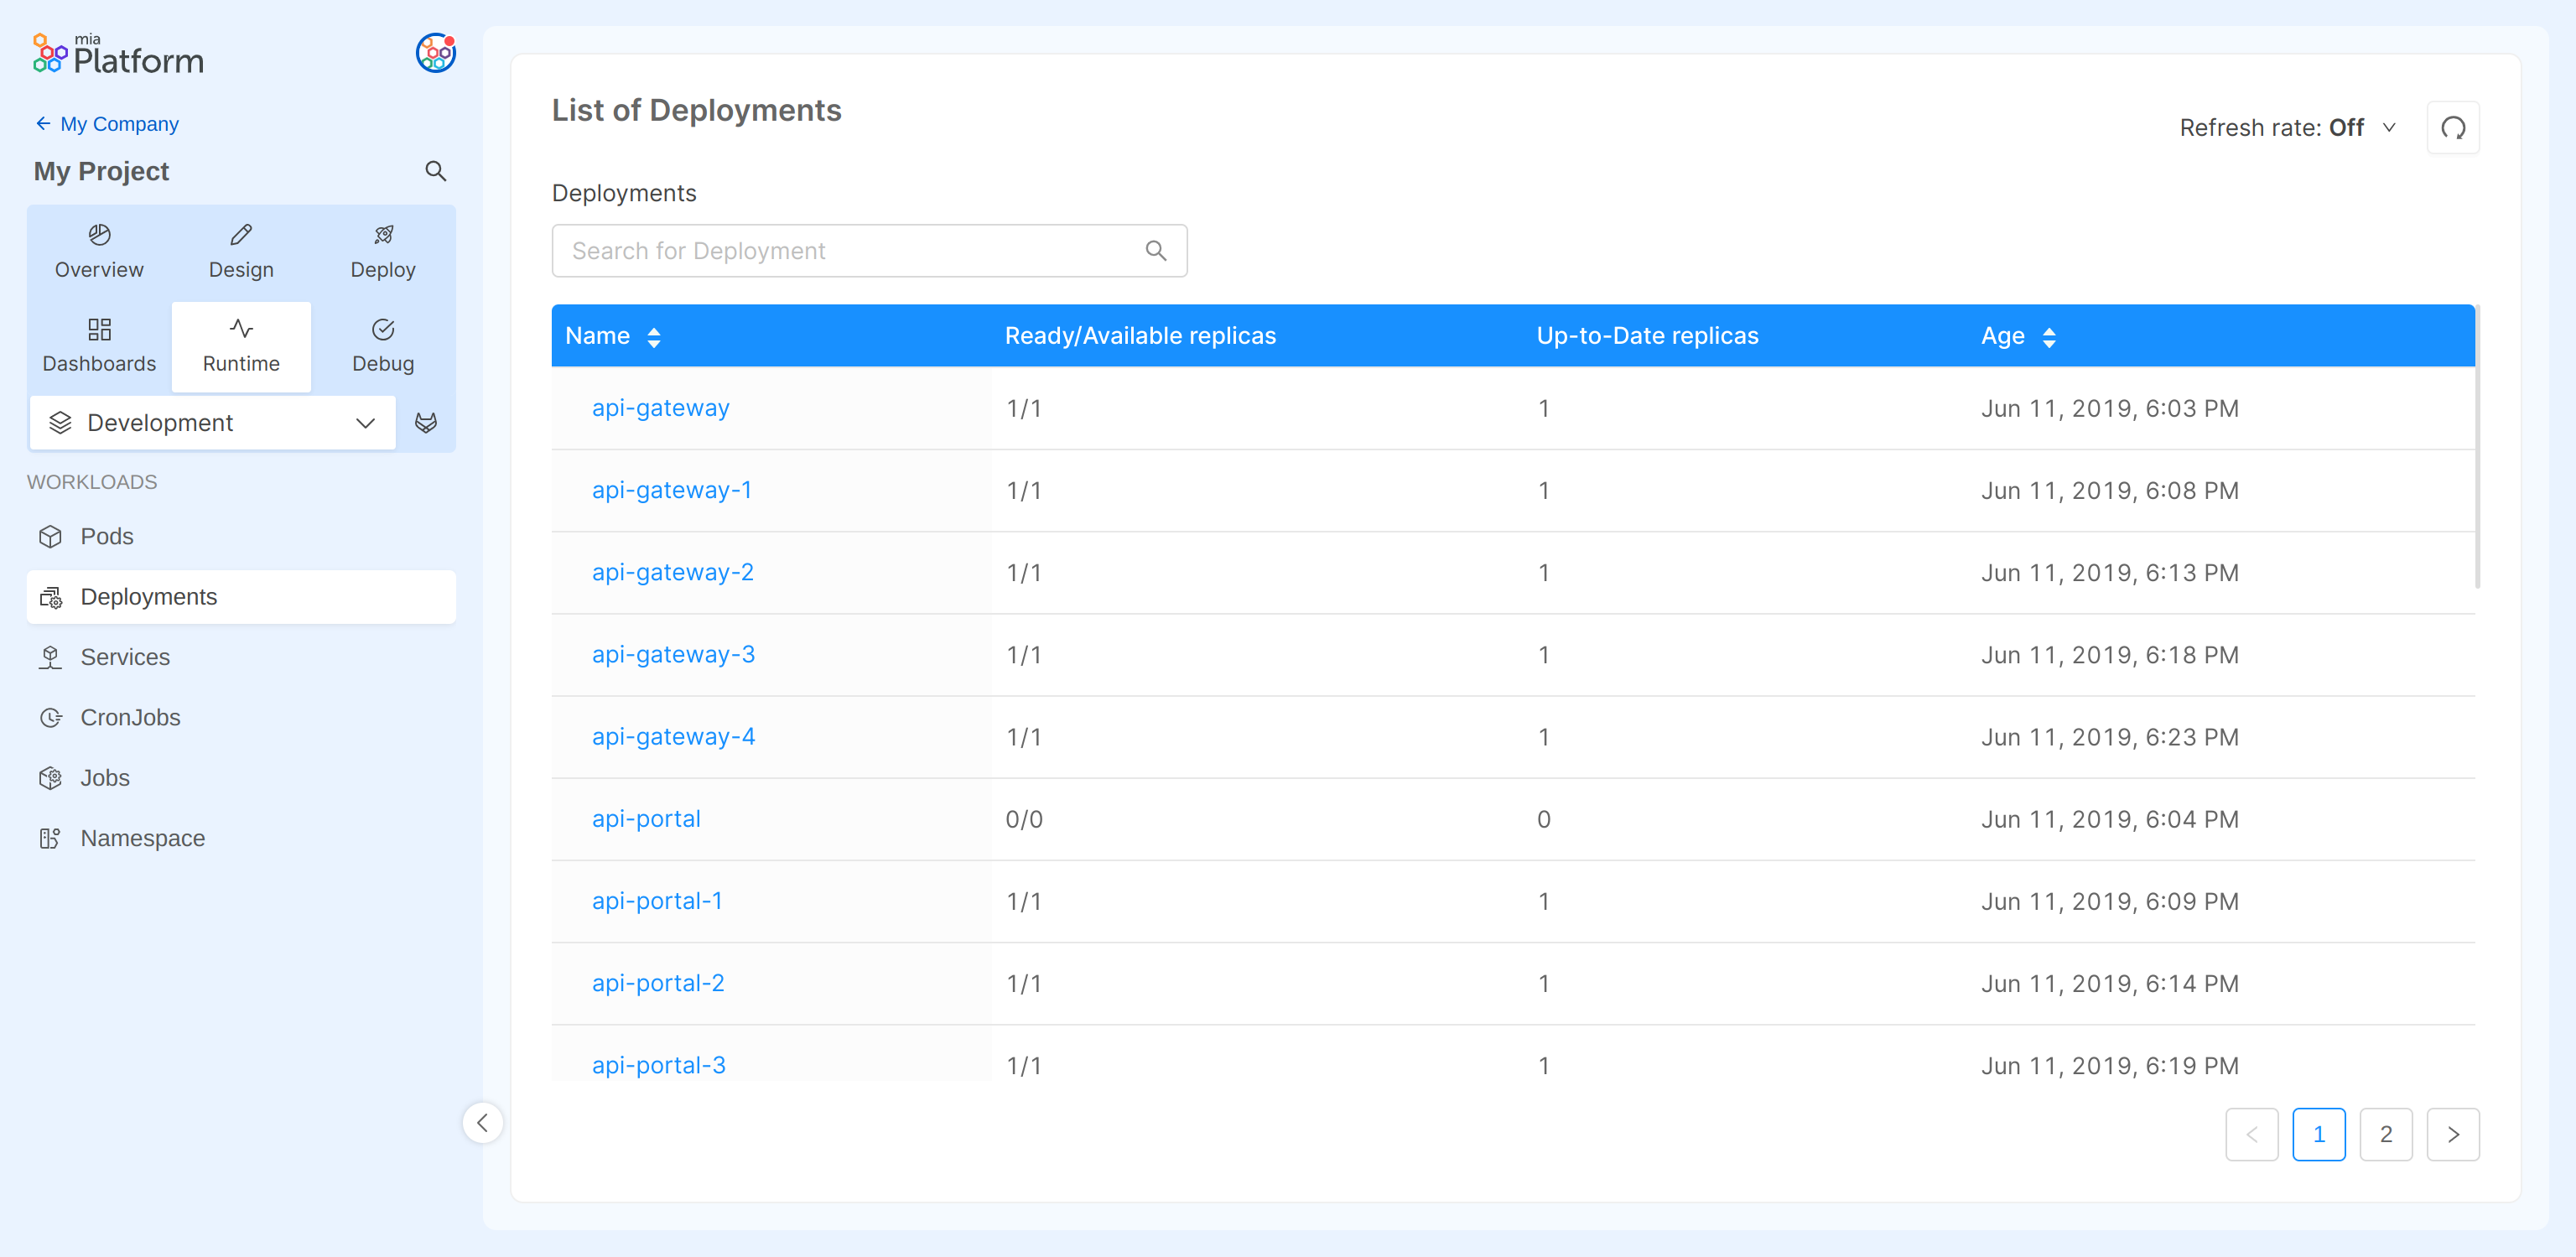 mia
Platform
My Company
My Project
Overview Design Deploy
Dashboards Runtime Debug
Development
WORKLOADS
Pods
Deployments
Services
CronJobs
Jobs
Namespace
List of Deployments
Refresh rate: Off
Deployments
Search for Deployment
Name Ready/Available replicas Up-to-Date replicas Age
api-gateway 1/1 1 Jun 11, 2019, 6:03 PM
api-gateway-1 1/1 1 Jun 11, 2019, 6:08 PM
api-gateway-2 1/1 1 Jun 11, 2019, 6:13 PM
api-gateway-3 1/1 1 Jun 11, 2019, 6:18 PM
api-gateway-4 1/1 1 Jun 11, 2019, 6:23 PM
api-portal 0/0 0 Jun 11, 2019, 6:04 PM
api-portal-1 1/1 1 Jun 11, 2019, 6:09 PM
api-portal-2 1/1 1 Jun 11, 2019, 6:14 PM
api-portal-3 1/1 1 Jun 11, 2019, 6:19 PM
1 2